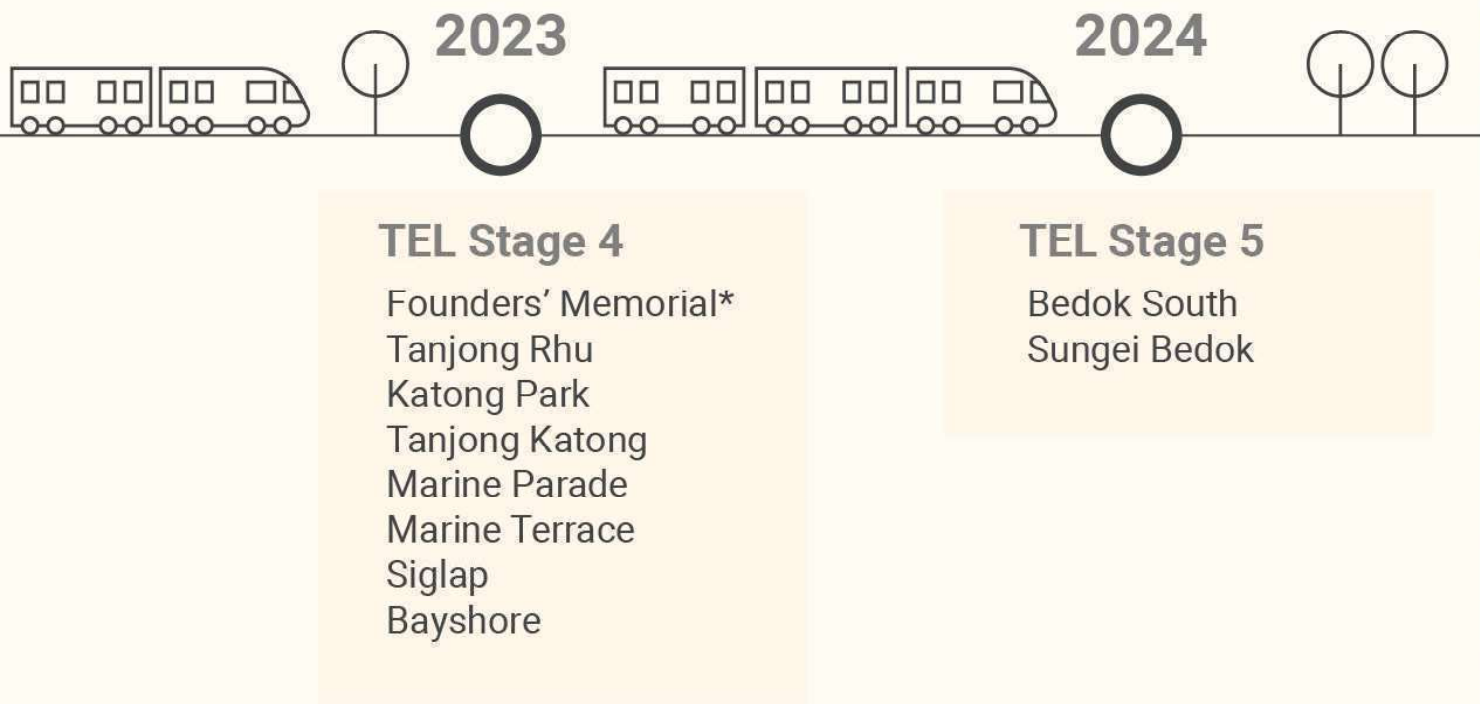 2023
TEL Stage 4
Founders’ Memorial*
Tanjong Rhu
Katong Park
Tanjong Katong
Marine Parade
Marine Terrace
Siglap
Bayshore
2024
TEL Stage 5
Bedok South
Sungei Bedok